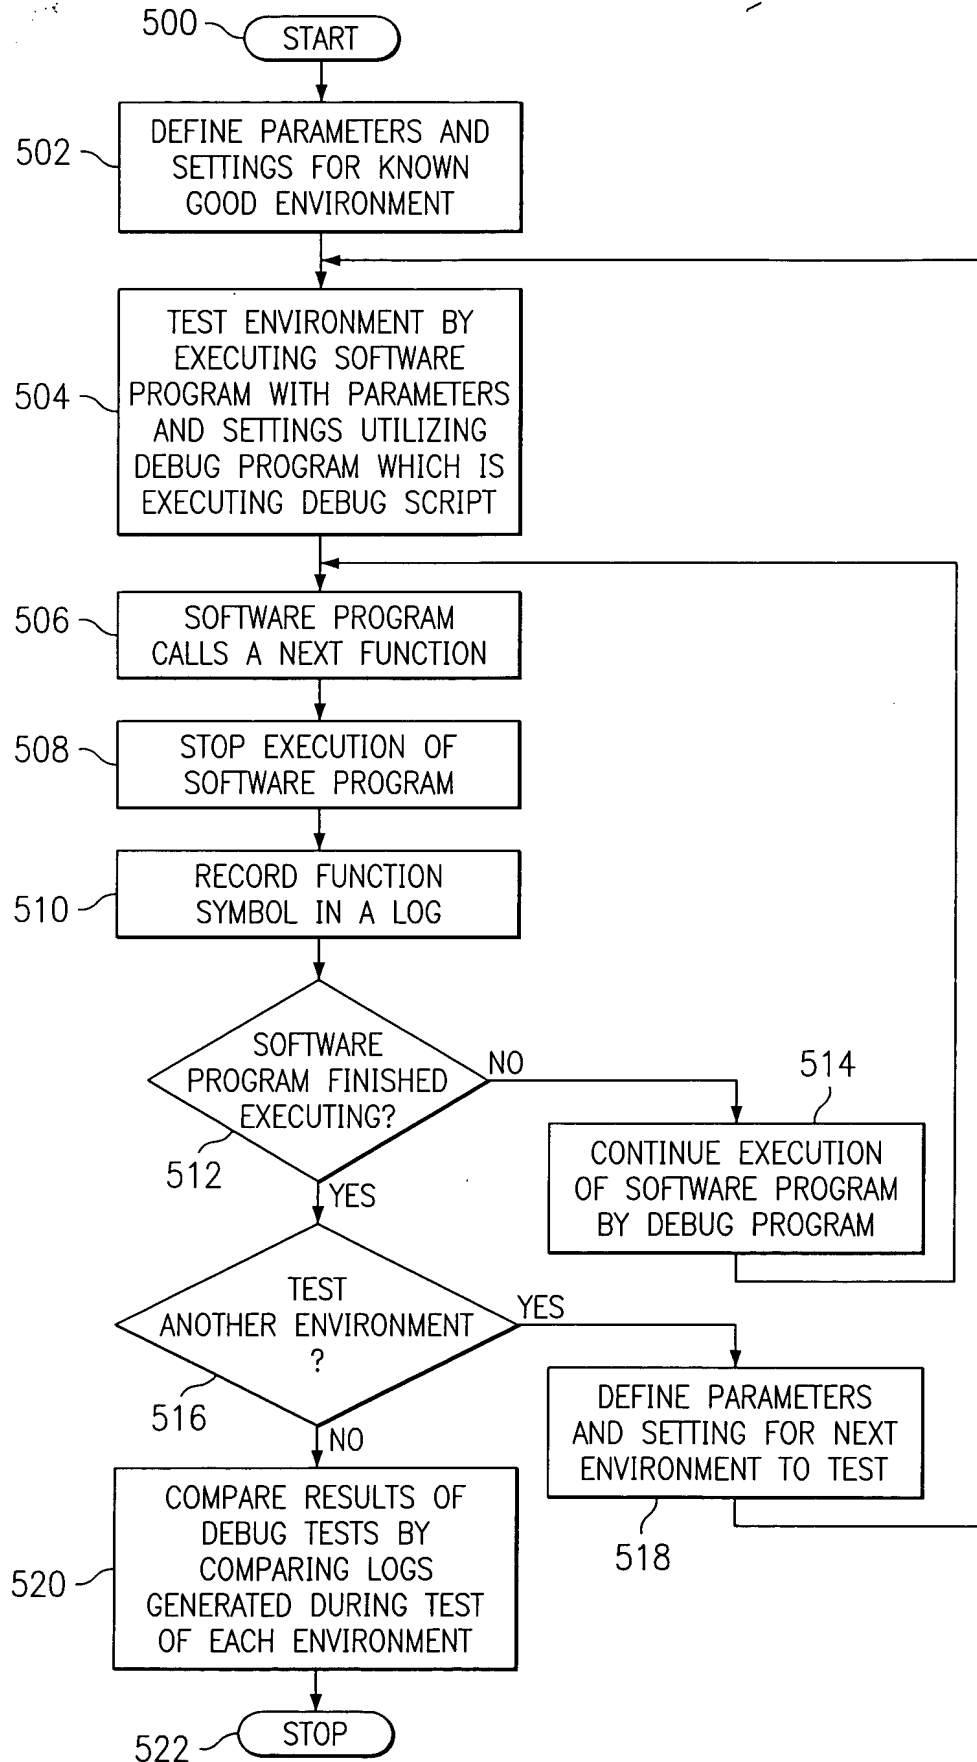 500
START
502
DEFINE PARAMETERS AND
SETTINGS FOR KNOWN
GOOD ENVIRONMENT
504
TEST ENVIRONMENT BY
EXECUTING SOFTWARE
PROGRAM WITH PARAMETERS
AND SETTINGS UTILIZING
DEBUG PROGRAM WHICH IS
EXECUTING DEBUG SCRIPT
506
SOFTWARE PROGRAM
CALLS A NEXT FUNCTION
508
STOP EXECUTION OF
SOFTWARE PROGRAM
510
RECORD FUNCTION
SYMBOL IN A LOG
SOFTWARE
PROGRAM FINISHED
EXECUTING?
512
NO
YES
514
CONTINUE EXECUTION
OF SOFTWARE PROGRAM
BY DEBUG PROGRAM
TEST
ANOTHER ENVIRONMENT
?
516
YES
NO
DEFINE PARAMETERS
AND SETTING FOR NEXT
ENVIRONMENT TO TEST
518
520
COMPARE RESULTS OF
DEBUG TESTS BY
COMPARING LOGS
GENERATED DURING TEST
OF EACH ENVIRONMENT
522
STOP